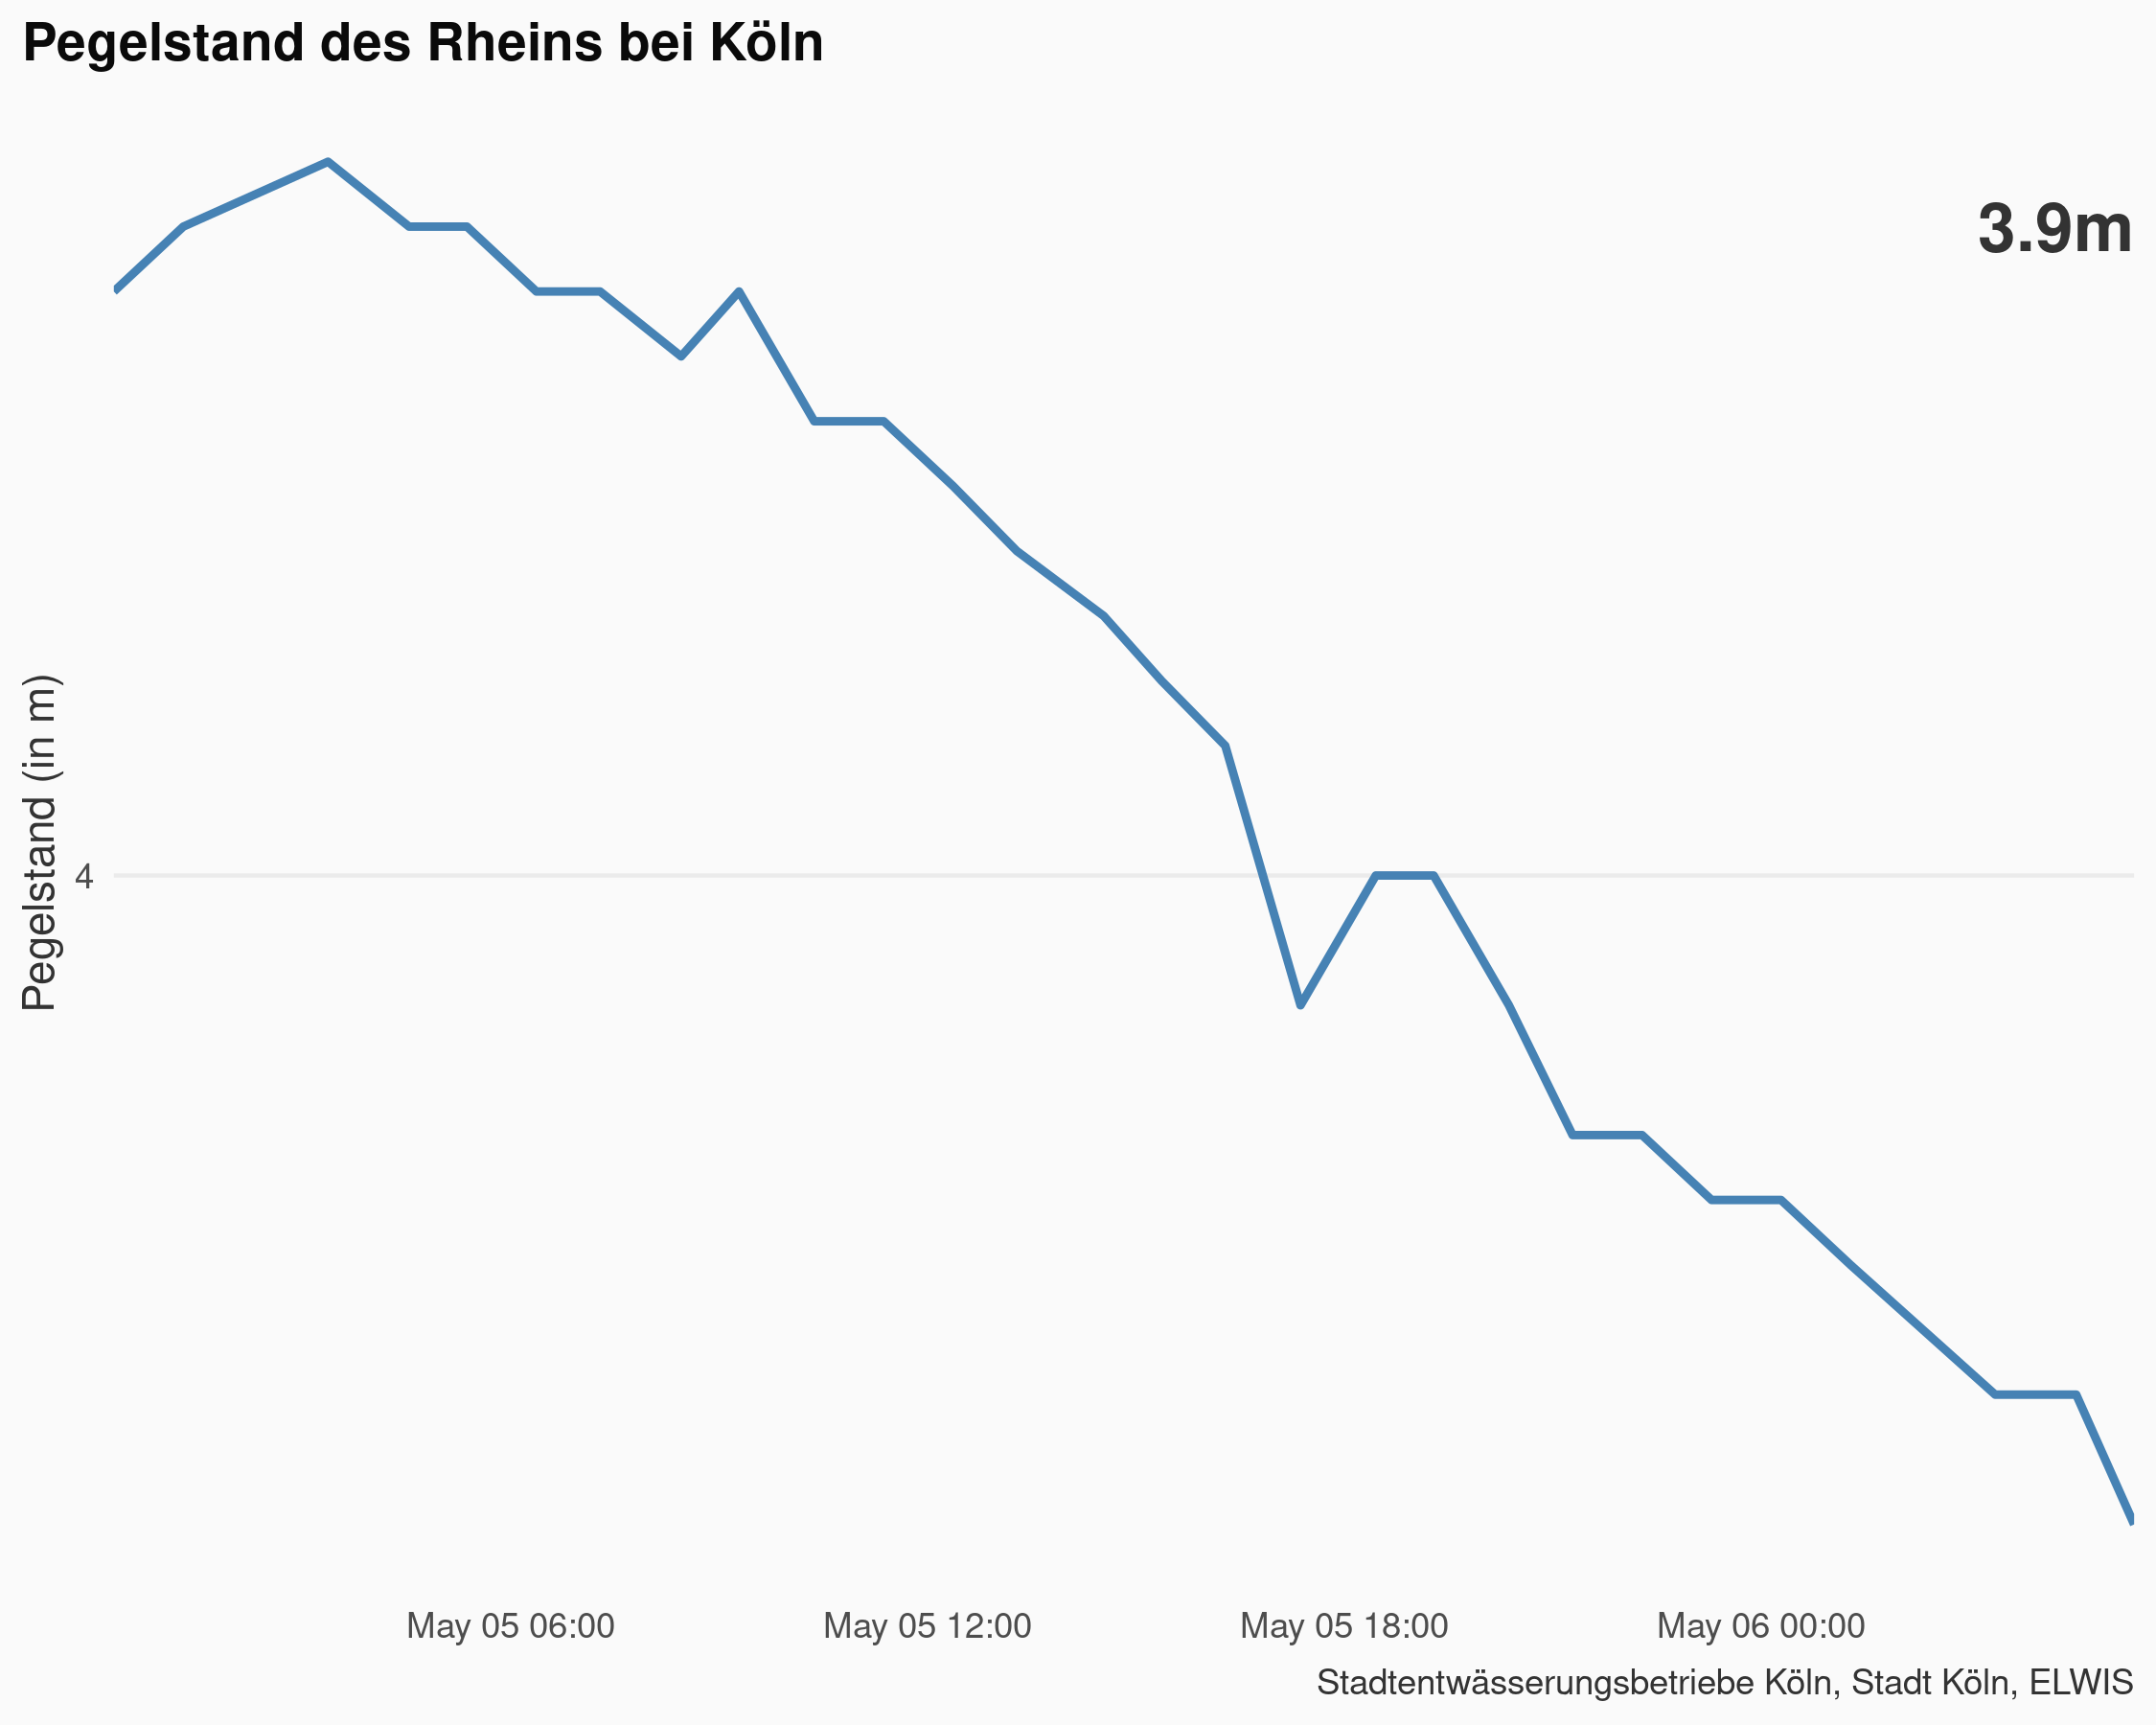 Pegelstand des Rheins bei Köln
3.9m
Pegelstand (in m)
4
May 05 06:00
May 05 12:00
May 05 18:00
May 06 00:00
Stadtentwässerungsbetriebe Köln, Stadt Köln, ELWIS